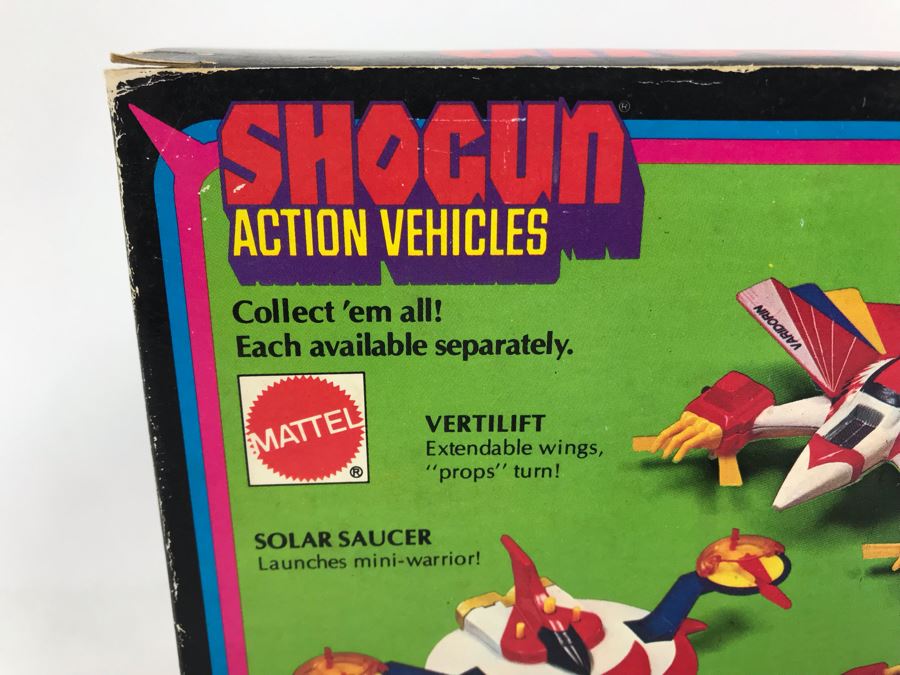 SHOGUN®
ACTION VEHICLES
Collect 'em all!
Each available separately.
MATTEL®
VERTILIFT
Extendable wings,
"props" turn!
VARIDORIN
SOLAR SAUCER
Launches mini-warrior!